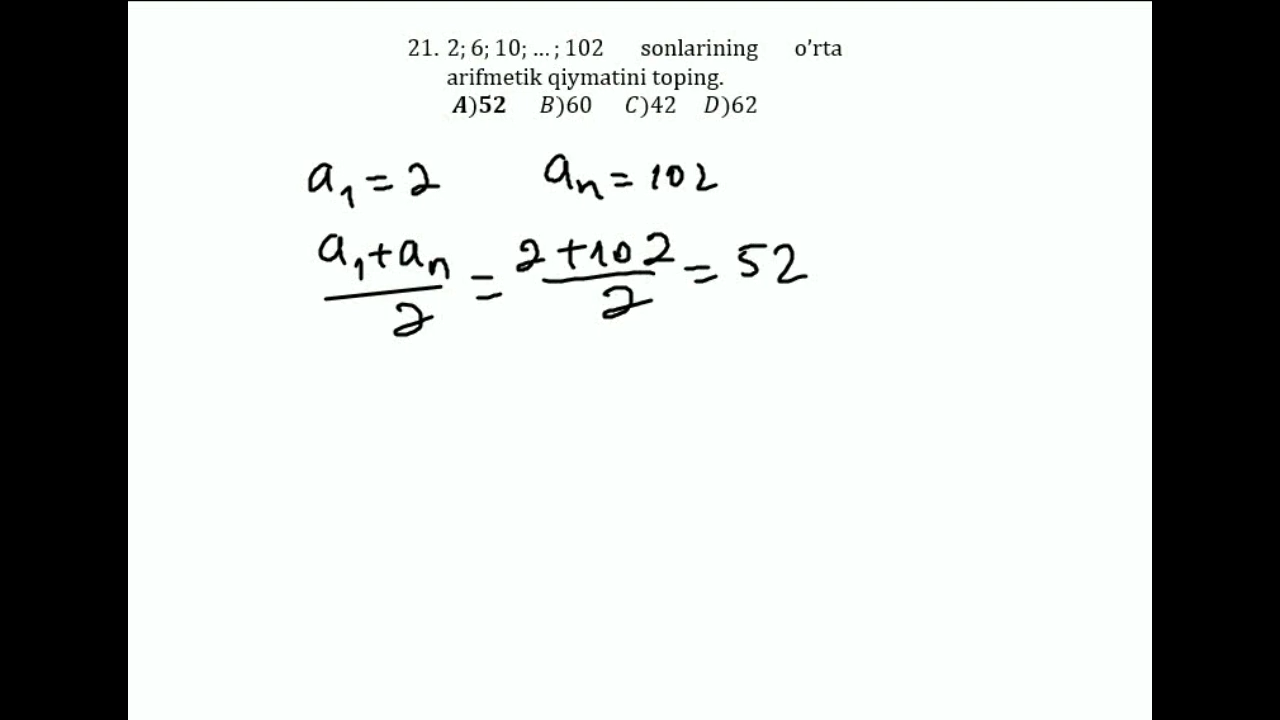 21. 2; 6; 10; ... ; 102 sonlarining o’rta
arifmetik qiymatini toping.
A)52 B)60 C)42 D)62
a₁ = 2 aₙ = 102
(a₁ + aₙ)/2 = (2 + 102)/2 = 52